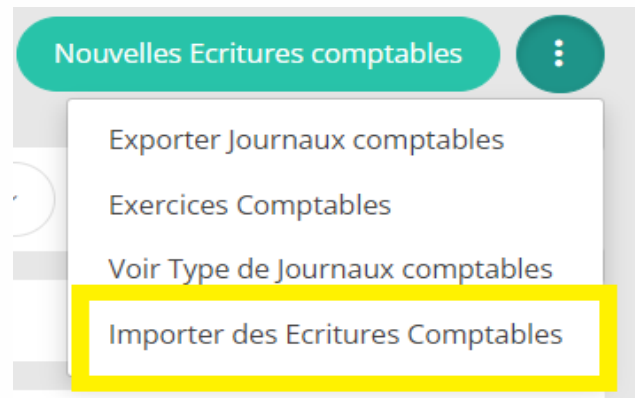 Nouvelles Ecritures comptables
Exporter Journaux comptables
Exercices Comptables
Voir Type de Journaux comptables
Importer des Ecritures Comptables